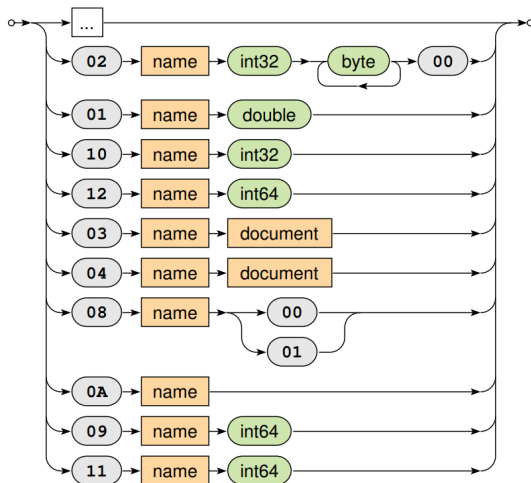 ...
02 name int32 byte 00
01 name double
10 name int32
12 name int64
03 name document
04 name document
08 name 00
01
0A name
09 name int64
11 name int64